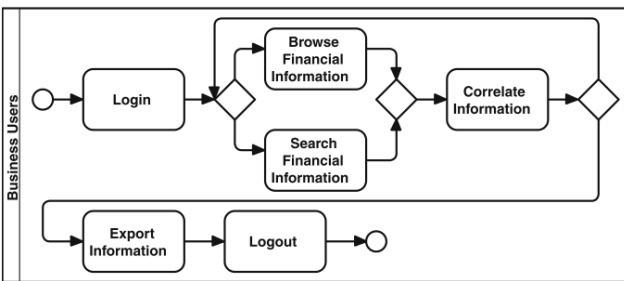 Business Users
Login
Browse
Financial
Information
Search
Financial
Information
Correlate
Information
Export
Information
Logout